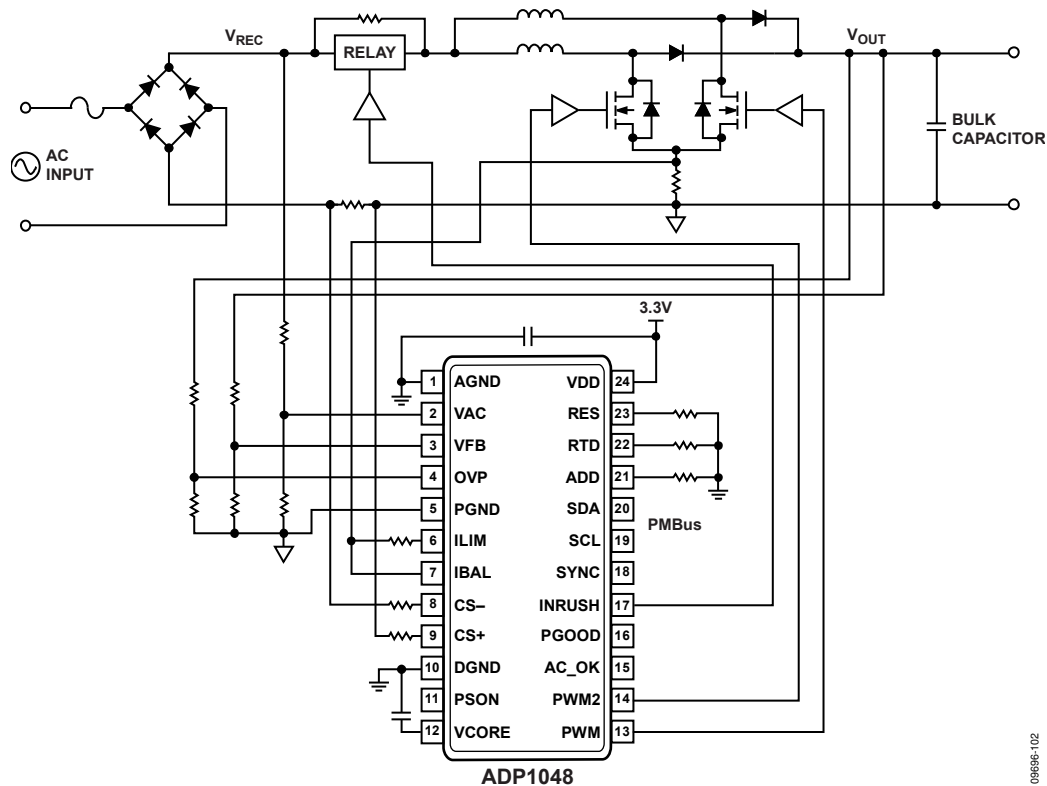 V_REC
RELAY
V_OUT
AC
INPUT
BULK
CAPACITOR
3.3V
1 AGND VDD 24
2 VAC RES 23
3 VFB RTD 22
4 OVP ADD 21
5 PGND SDA 20
PMBus
6 ILIM SCL 19
7 IBAL SYNC 18
8 CS– INRUSH 17
9 CS+ PGOOD 16
10 DGND AC_OK 15
11 PSON PWM2 14
12 VCORE PWM 13
ADP1048
09696-102